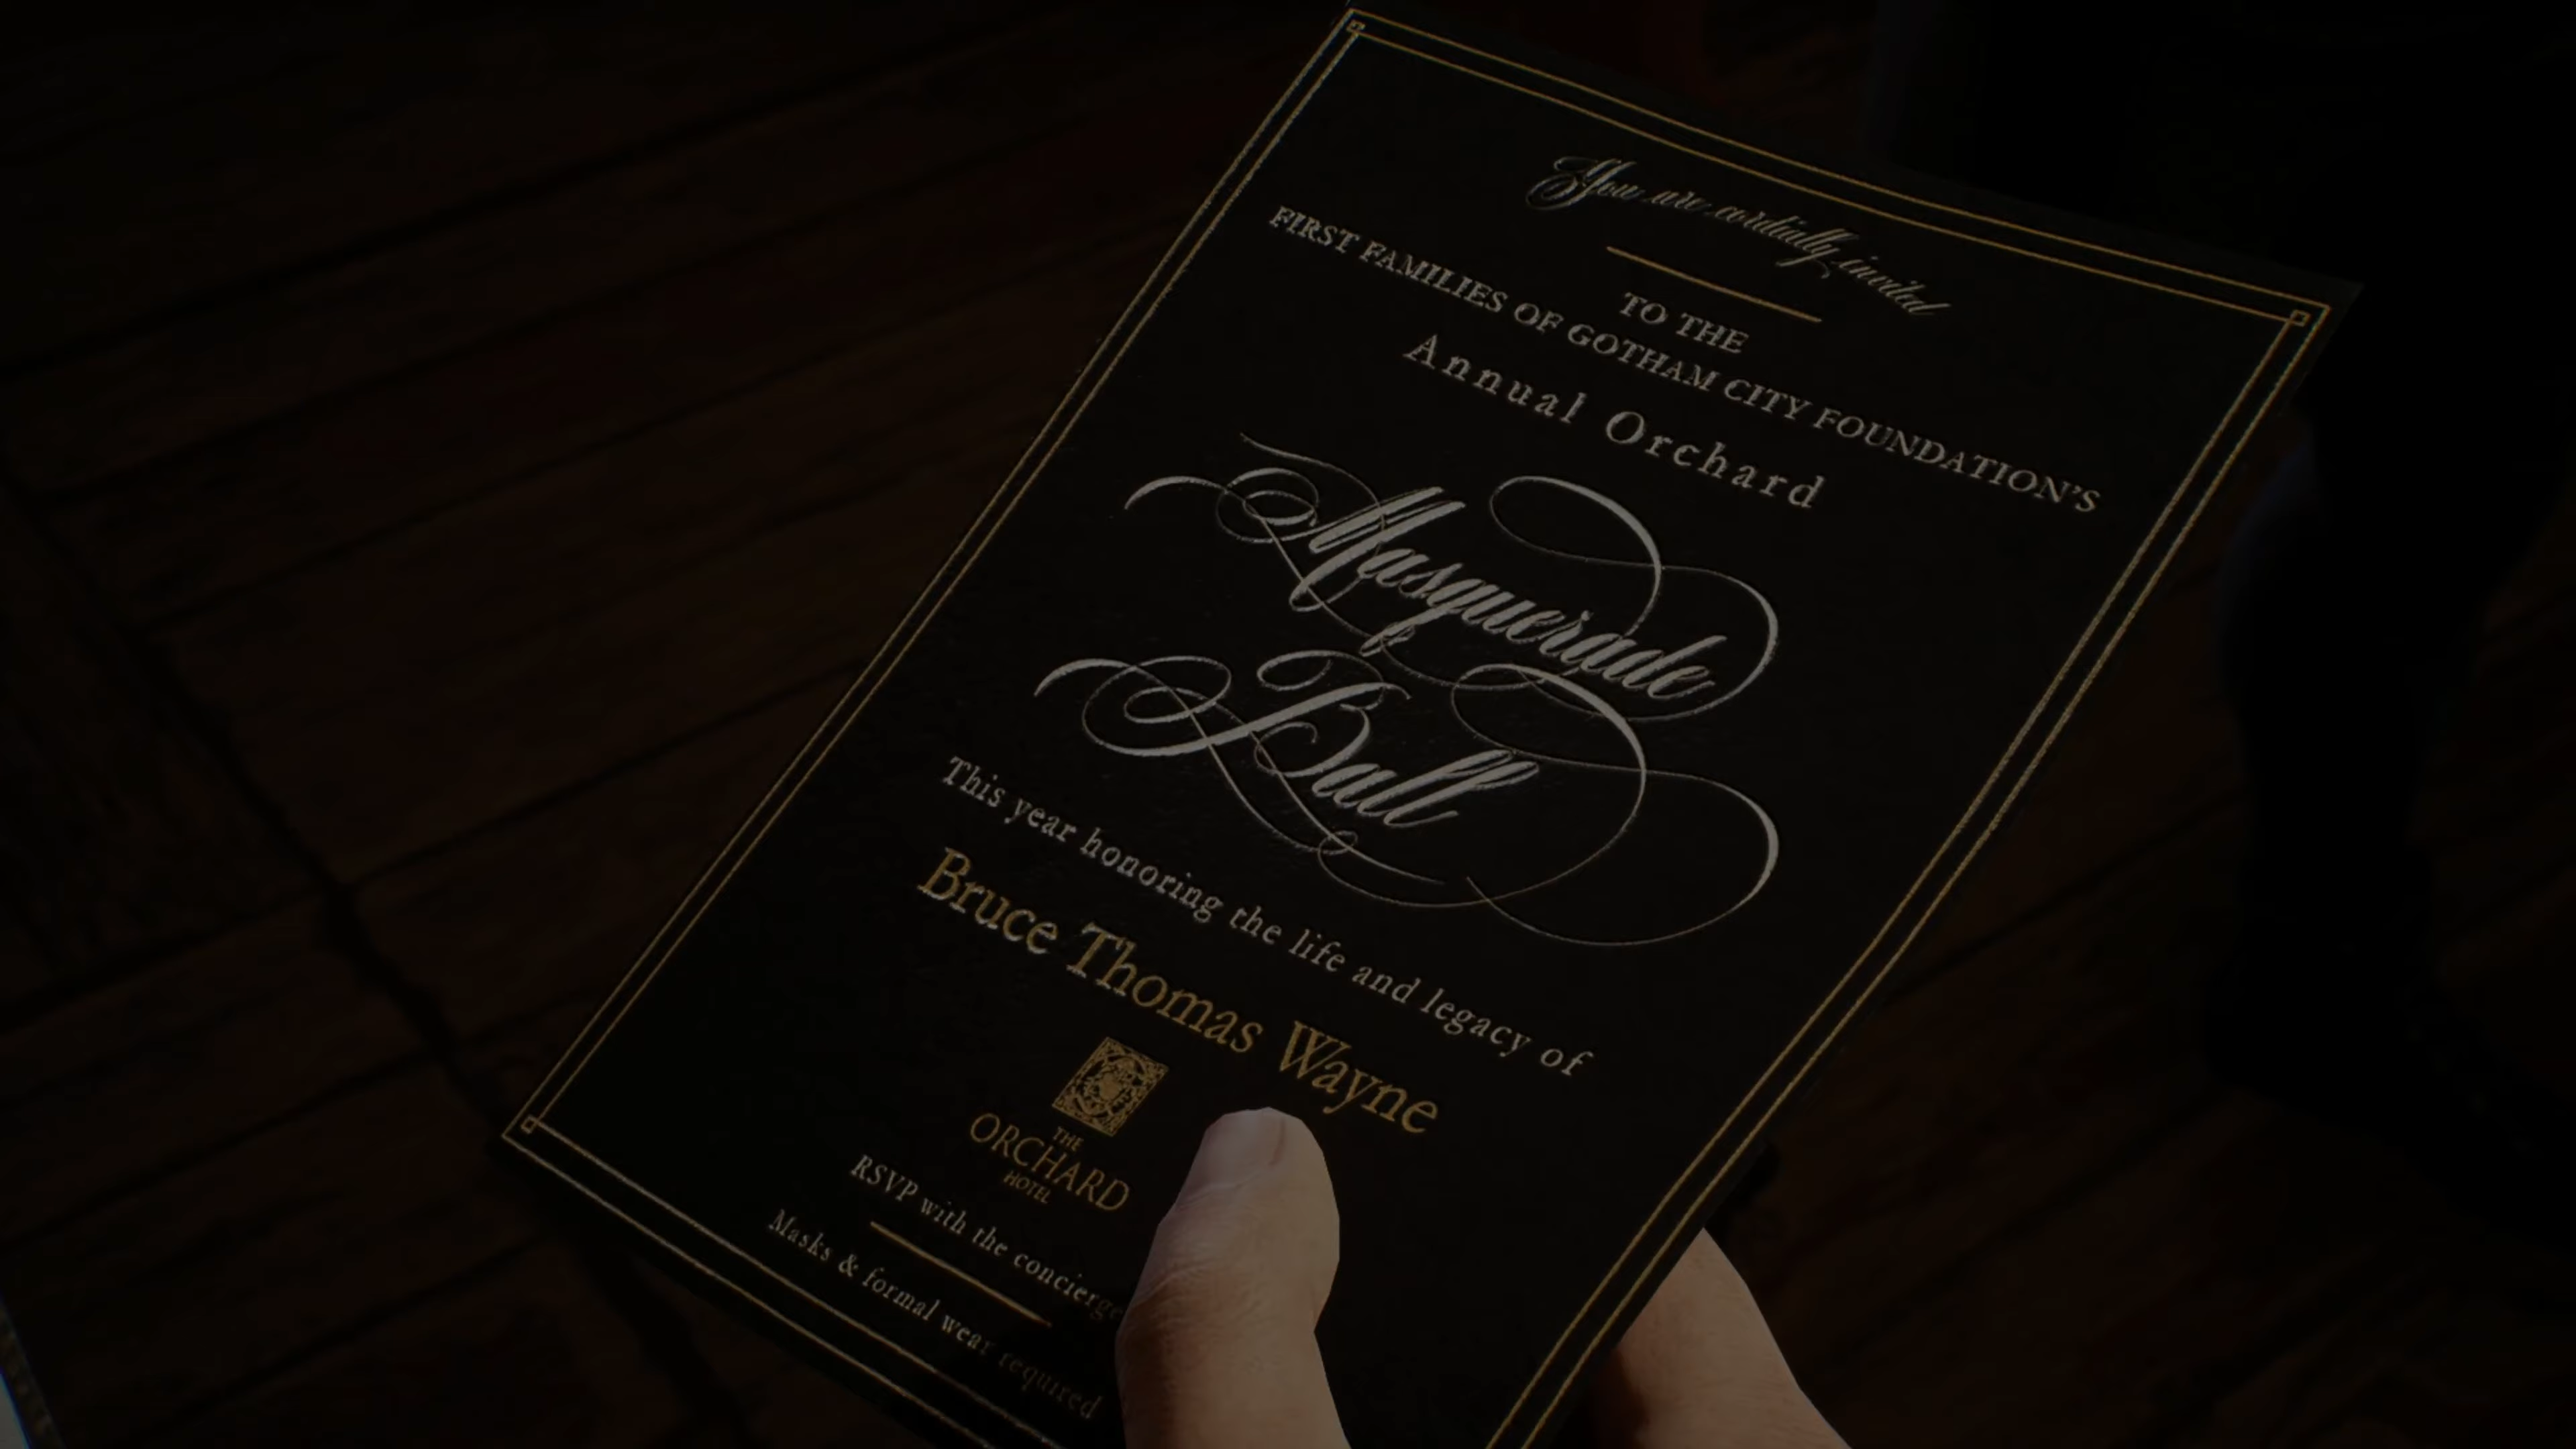 You are cordially invited
TO THE
FIRST FAMILIES OF GOTHAM CITY FOUNDATION'S
Annual Orchard
Masquerade
Ball
This year honoring the life and legacy of
Bruce Thomas Wayne
THE
ORCHARD
HOTEL
RSVP with the concierge
Masks & formal wear required